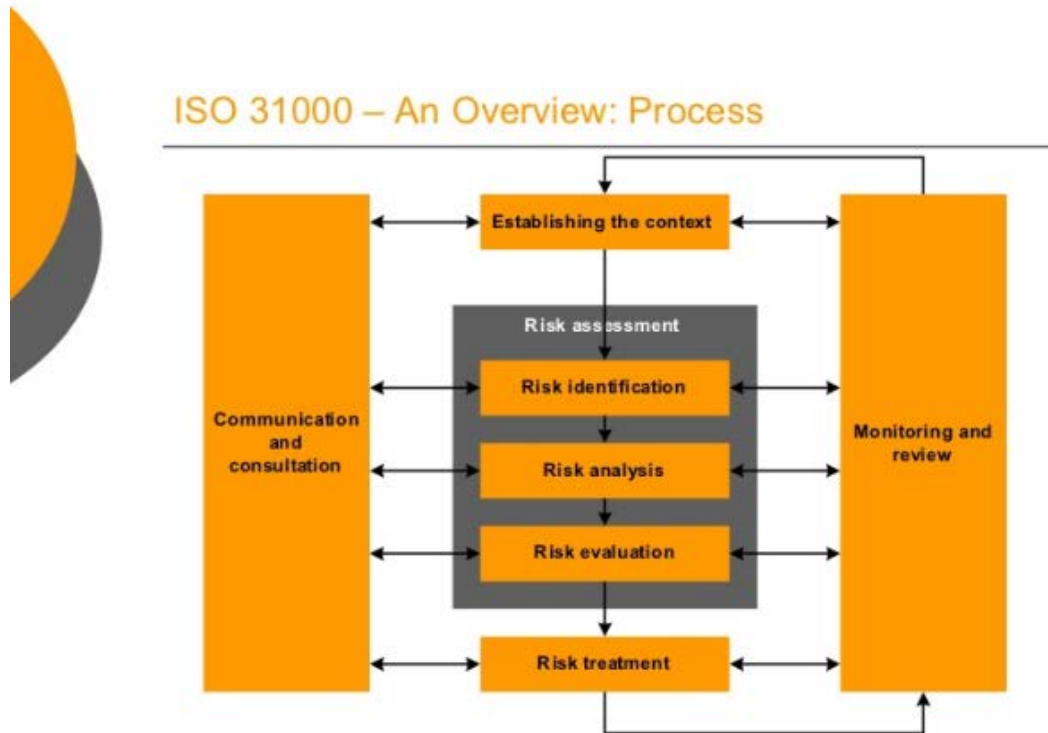 ISO 31000 – An Overview: Process
Establishing the context
Risk assessment
Risk identification
Communication
and
consultation
Risk analysis
Monitoring and
review
Risk evaluation
Risk treatment